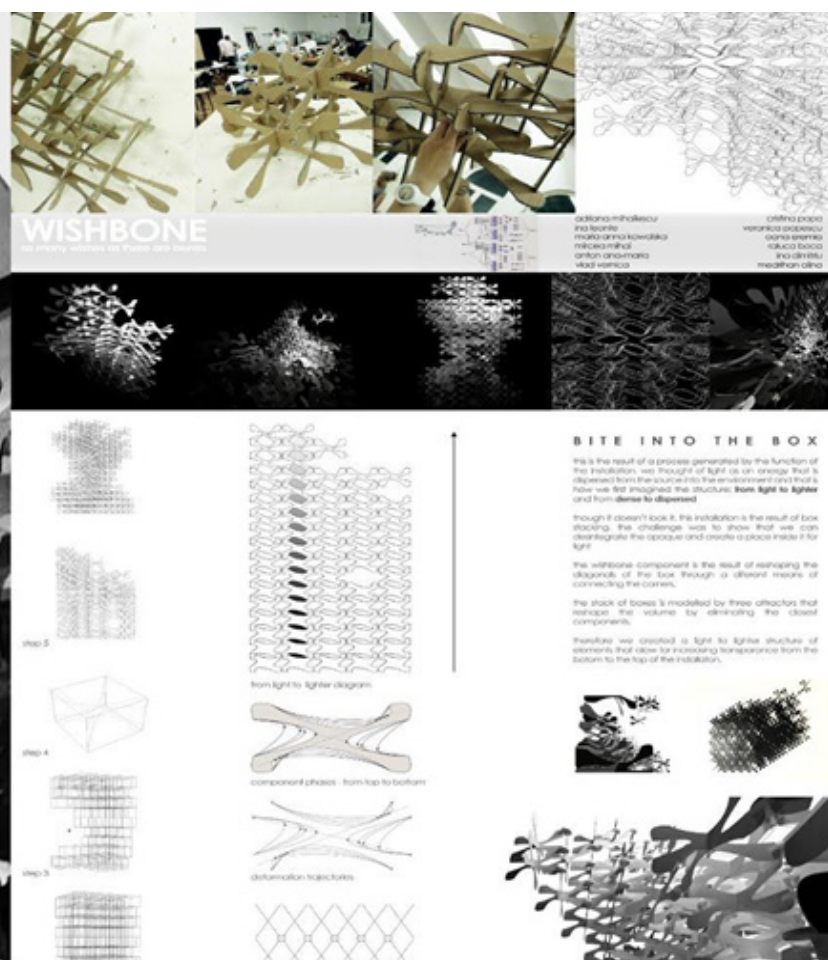 WISHBONE
as many wishes as there are bones
adriana mihailescu
ina leonte
maria anna kowalska
mircea mihai
anton ana-maria
vlad vernica
cristina popa
veronica popescu
oana eremia
raluca boca
ina dimitriu
medrihan alina
BITE INTO THE BOX
this is the result of a process generated by the function of
the installation. we thought of light as an energy that is
dispersed from the source into the environment and that is
how we first imagined the structure: from light to lighter
and from dense to dispersed
though it doesn't look it, this installation is the result of box
stacking. the challenge was to show that we can
desintegrate the opaque and create a place inside it for
light
the wishbone component is the result of reshaping the
diagonals of the box through a diferent means of
connecting the corners.
the stack of boxes is modelled by three attractors that
reshape the volume by eliminating the closest
components.
therefore we created a light to lighter structure of
elements that alow for increasing transparance from the
bottom to the top of the installation.
step 5
from light to lighter diagram
step 4
component phases - from top to bottom
step 3
deformation trajectories